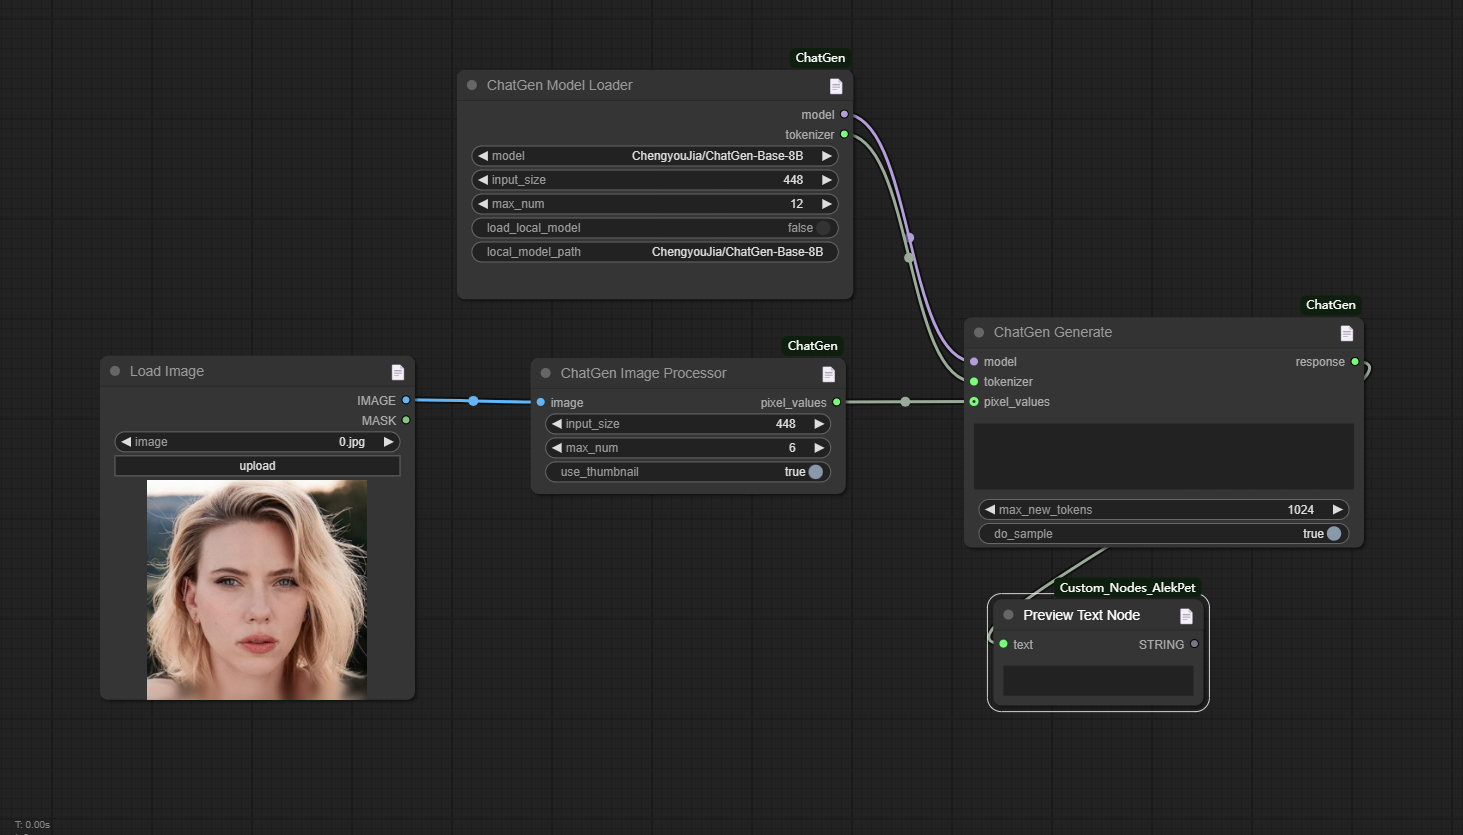 ChatGen
ChatGen Model Loader
model
tokenizer
model ChengyouJia/ChatGen-Base-8B
input_size 448
max_num 12
load_local_model false
local_model_path ChengyouJia/ChatGen-Base-8B
Load Image
IMAGE
MASK
image 0.jpg
upload
ChatGen
ChatGen Image Processor
image pixel_values
input_size 448
max_num 6
use_thumbnail true
ChatGen
ChatGen Generate
model response
tokenizer
pixel_values
max_new_tokens 1024
do_sample true
Custom_Nodes_AlekPet
Preview Text Node
text STRING
T: 0.00s